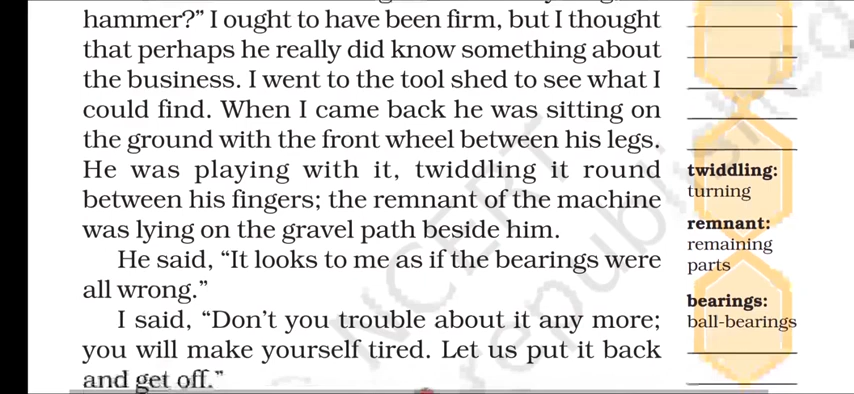 hammer?” I ought to have been firm, but I thought
that perhaps he really did know something about
the business. I went to the tool shed to see what I
could find. When I came back he was sitting on
the ground with the front wheel between his legs.
He was playing with it, twiddling it round
between his fingers; the remnant of the machine
was lying on the gravel path beside him.
He said, “It looks to me as if the bearings were
all wrong.”
I said, “Don’t you trouble about it any more;
you will make yourself tired. Let us put it back
and get off.”
twiddling:
turning
remnant:
remaining
parts
bearings:
ball-bearings
NCERT
republis